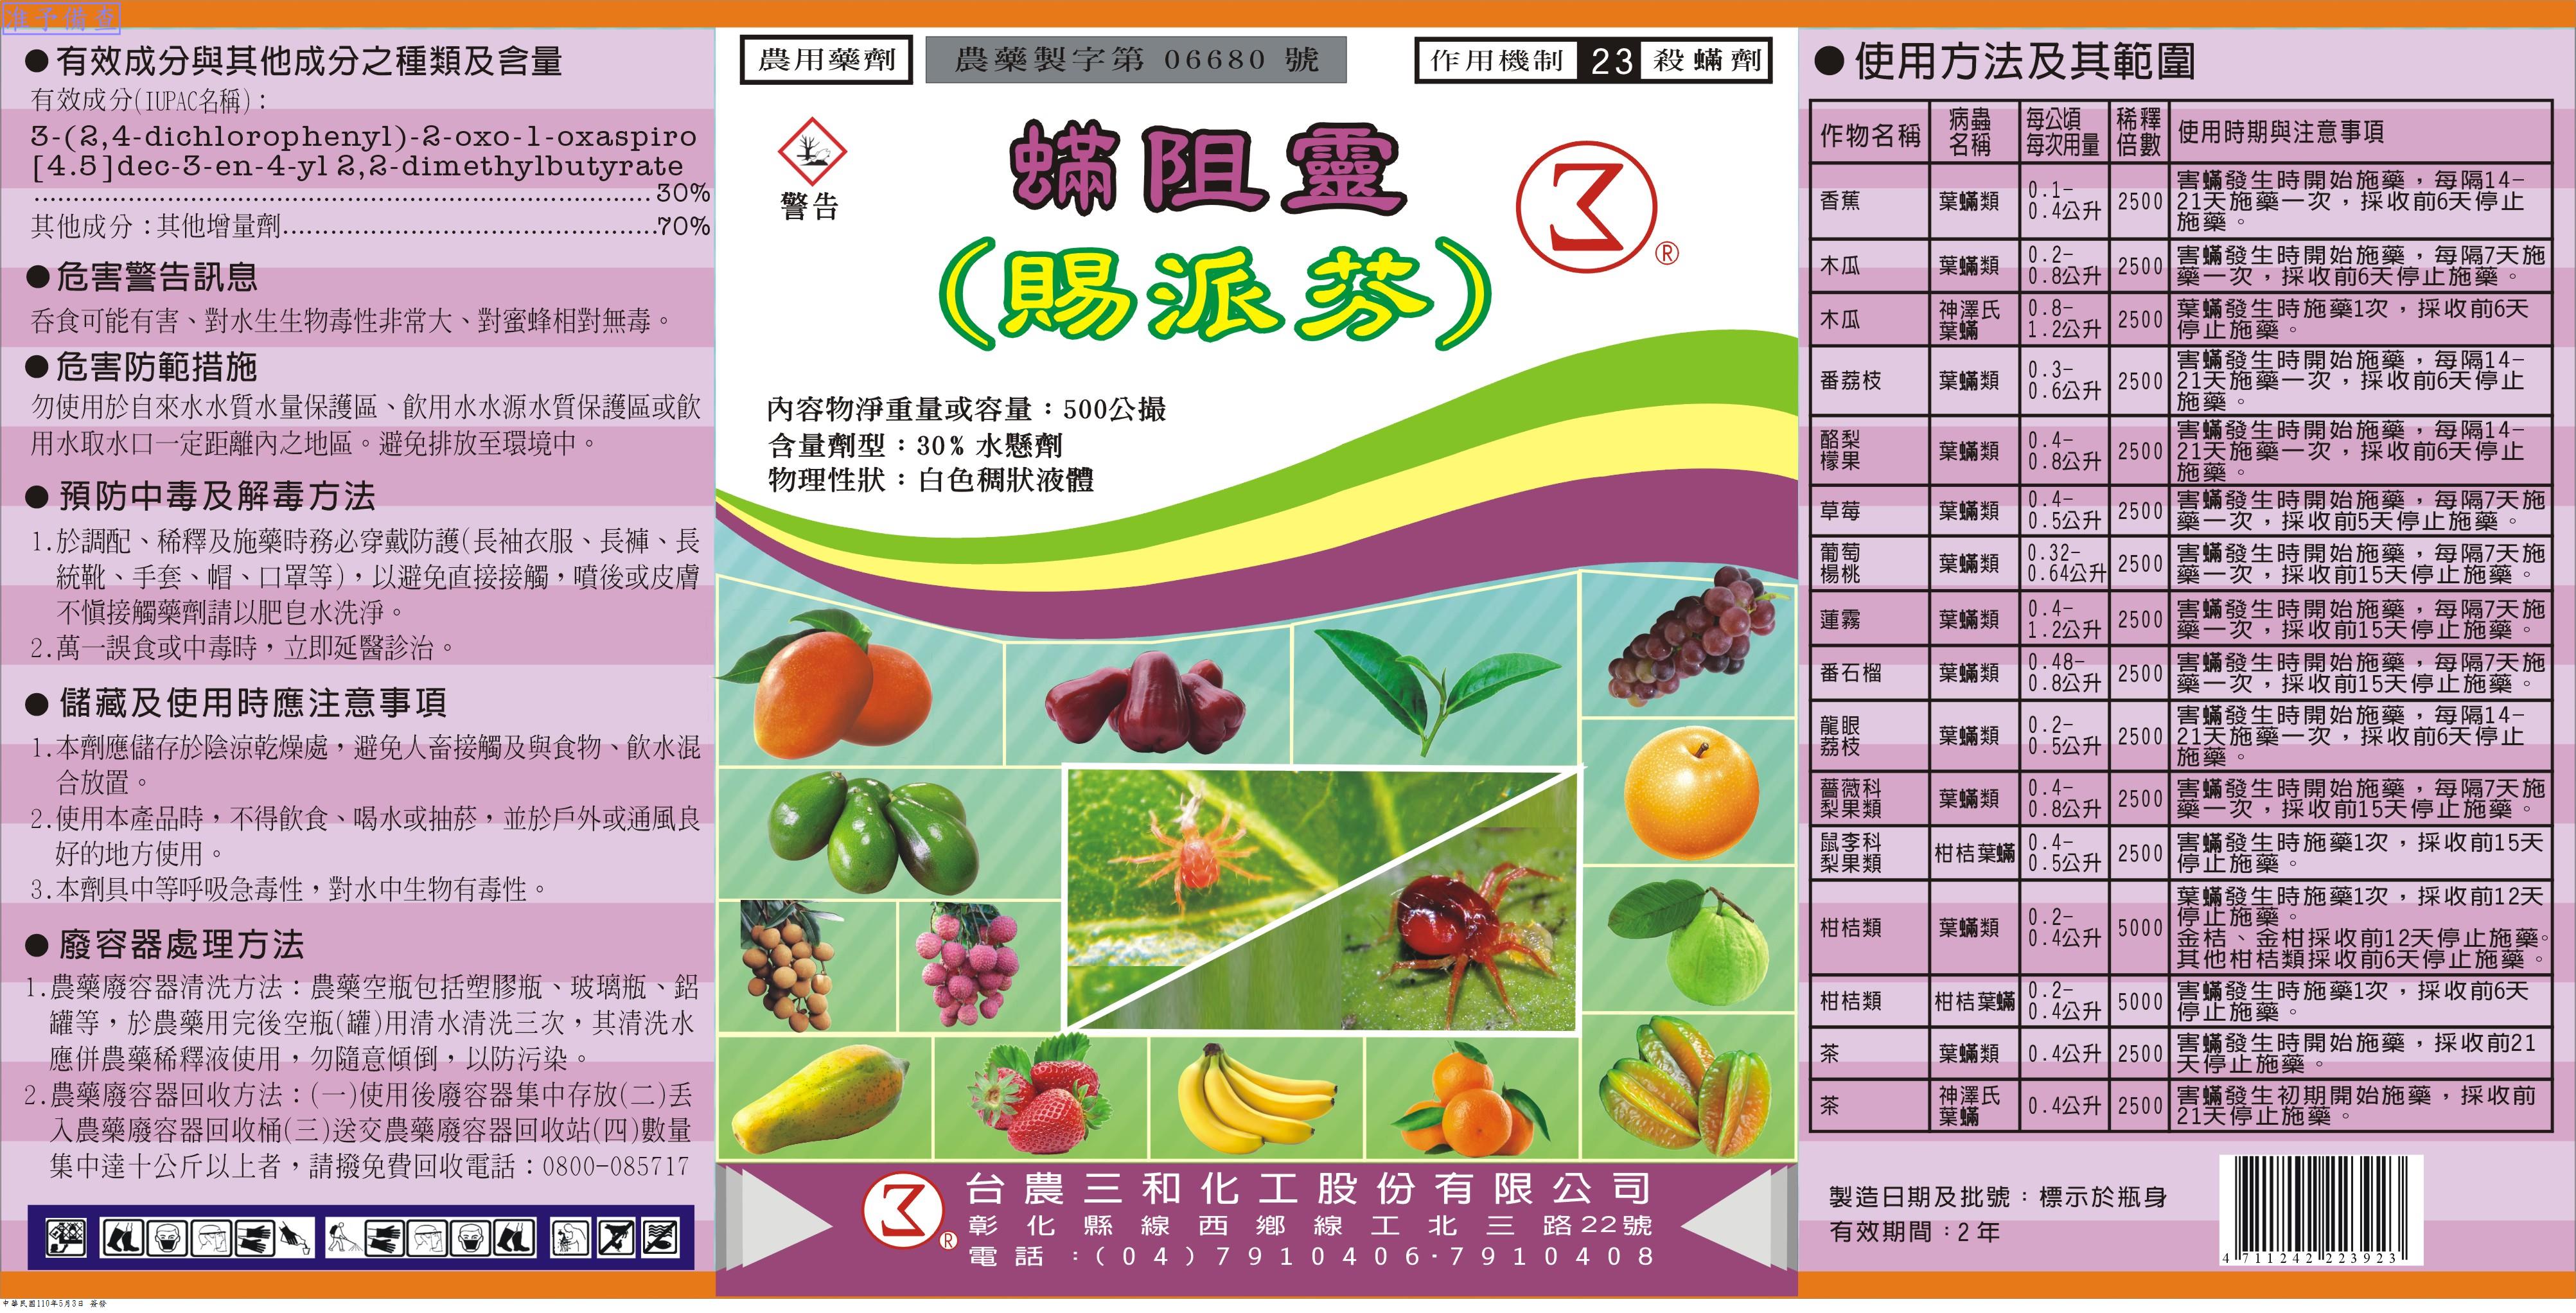 准予備查
●有效成分與其他成分之種類及含量
有效成分(IUPAC名稱):
3-(2,4-dichlorophenyl)-2-oxo-1-oxaspiro
[4.5]dec-3-en-4-yl 2,2-dimethylbutyrate
30%
其他成分:其他增量劑 70%
●危害警告訊息
吞食可能有害、對水生生物毒性非常大、對蜜蜂相對無毒。
●危害防範措施
勿使用於自來水水質水量保護區、飲用水水源水質保護區或飲
用水取水口一定距離內之地區。避免排放至環境中。
●預防中毒及解毒方法
1.於調配、稀釋及施藥時務必穿戴防護(長袖衣服、長褲、長
統靴、手套、帽、口罩等),以避免直接接觸,噴後或皮膚
不慎接觸藥劑請以肥皂水洗淨。
2.萬一誤食或中毒時,立即延醫診治。
●儲藏及使用時應注意事項
1.本劑應儲存於陰涼乾燥處,避免人畜接觸及與食物、飲水混
合放置。
2.使用本產品時,不得飲食、喝水或抽菸,並於戶外或通風良
好的地方使用。
3.本劑具中等呼吸急毒性,對水中生物有毒性。
●廢容器處理方法
1.農藥廢容器清洗方法:農藥空瓶包括塑膠瓶、玻璃瓶、鋁
罐等,於農藥用完後空瓶(罐)用清水清洗三次,其清洗水
應併農藥稀釋液使用,勿隨意傾倒,以防污染。
2.農藥廢容器回收方法:(一)使用後廢容器集中存放(二)丟
入農藥廢容器回收桶(三)送交農藥廢容器回收站(四)數量
集中達十公斤以上者,請撥免費回收電話:0800-085717
中華民國110年5月3日 簽發
農用藥劑
農藥製字第 06680 號
作用機制 23 殺蟎劑
警告
蟎阻靈
(賜派芬)
®
內容物淨重量或容量:500公撮
含量劑型:30% 水懸劑
物理性狀:白色稠狀液體
®
台農三和化工股份有限公司
彰化縣線西鄉線工北三路22號
電話:(04)7910406·7910408
●使用方法及其範圍
作物名稱 病蟲名稱 每公頃每次用量 稀釋倍數 使用時期與注意事項
香蕉 葉蟎類 0.1-0.4公升 2500 害蟎發生時開始施藥,每隔14-21天施藥一次,採收前6天停止施藥。
木瓜 葉蟎類 0.2-0.8公升 2500 害蟎發生時開始施藥,每隔7天施藥一次,採收前6天停止施藥。
木瓜 神澤氏葉蟎 0.8-1.2公升 2500 葉蟎發生時施藥1次,採收前6天停止施藥。
番荔枝 葉蟎類 0.3-0.6公升 2500 害蟎發生時開始施藥,每隔14-21天施藥一次,採收前6天停止施藥。
酪梨 檬果 葉蟎類 0.4-0.8公升 2500 害蟎發生時開始施藥,每隔14-21天施藥一次,採收前6天停止施藥。
草莓 葉蟎類 0.4-0.5公升 2500 害蟎發生時開始施藥,每隔7天施藥一次,採收前5天停止施藥。
葡萄 楊桃 葉蟎類 0.32-0.64公升 2500 害蟎發生時開始施藥,每隔7天施藥一次,採收前15天停止施藥。
蓮霧 葉蟎類 0.4-1.2公升 2500 害蟎發生時開始施藥,每隔7天施藥一次,採收前15天停止施藥。
番石榴 葉蟎類 0.48-0.8公升 2500 害蟎發生時開始施藥,每隔7天施藥一次,採收前15天停止施藥。
龍眼 荔枝 葉蟎類 0.2-0.5公升 2500 害蟎發生時開始施藥,每隔14-21天施藥一次,採收前6天停止施藥。
薔薇科梨果類 葉蟎類 0.4-0.8公升 2500 害蟎發生時開始施藥,每隔7天施藥一次,採收前15天停止施藥。
鼠李科梨果類 柑桔葉蟎 0.4-0.5公升 2500 害蟎發生時施藥1次,採收前15天停止施藥。
柑桔類 葉蟎類 0.2-0.4公升 5000 葉蟎發生時施藥1次,採收前12天停止施藥。金桔、金柑採收前12天停止施藥。其他柑桔類採收前6天停止施藥。
柑桔類 柑桔葉蟎 0.2-0.4公升 5000 害蟎發生時施藥1次,採收前6天停止施藥。
茶 葉蟎類 0.4公升 2500 害蟎發生時開始施藥,採收前21天停止施藥。
茶 神澤氏葉蟎 0.4公升 2500 害蟎發生初期開始施藥,採收前21天停止施藥。
製造日期及批號:標示於瓶身
有效期間:2年
4 711242 223923